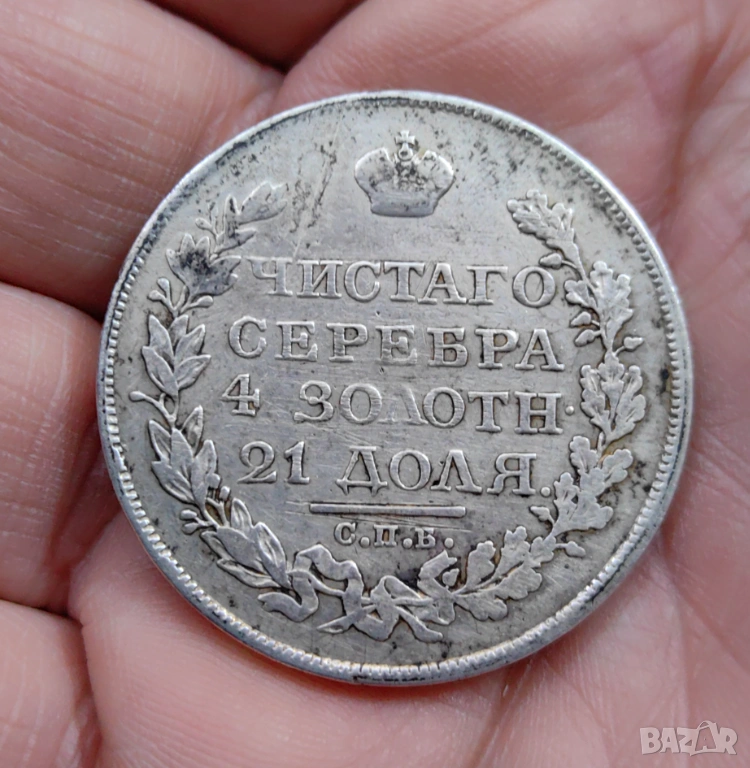 ЧИСТАГО
СЕРЕБРА
4 ЗОЛОТН.
21 ДОЛЯ.
С.П.Б.
BAZAR